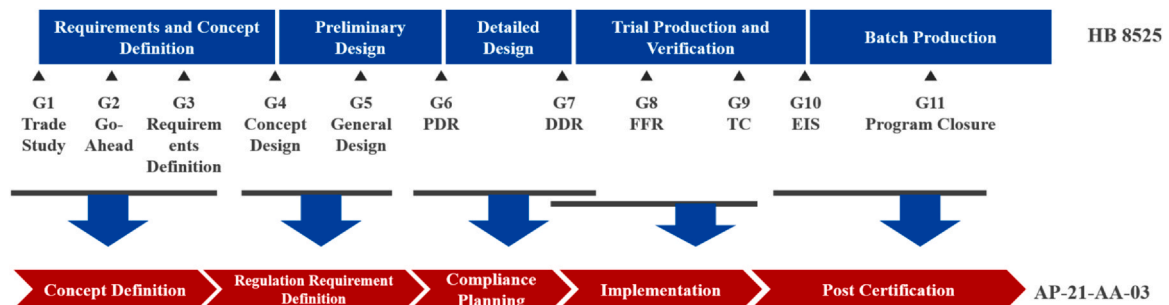 Requirements and Concept
Definition
Preliminary
Design
Detailed
Design
Trial Production and
Verification
Batch Production
HB 8525
G1
Trade
Study
G2
Go-
Ahead
G3
Requirem
ents
Definition
G4
Concept
Design
G5
General
Design
G6
PDR
G7
DDR
G8
FFR
G9
TC
G10
EIS
G11
Program Closure
Concept Definition
Regulation Requirement
Definition
Compliance
Planning
Implementation
Post Certification
AP-21-AA-03